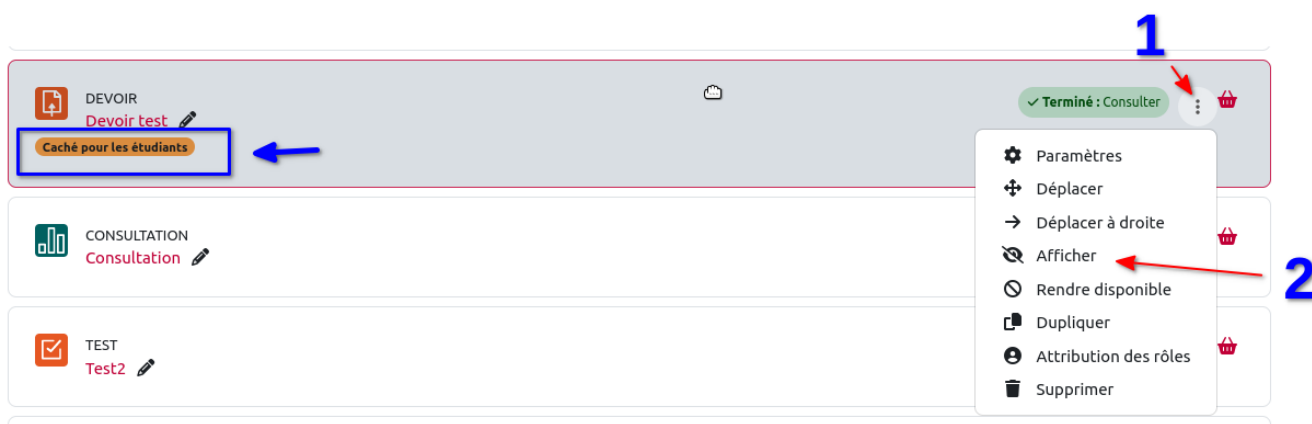 1
DEVOIR
Devoir test
Terminé : Consulter
Caché pour les étudiants
Paramètres
Déplacer
Déplacer à droite
Afficher
Rendre disponible
Dupliquer
Attribution des rôles
Supprimer
2
CONSULTATION
Consultation
TEST
Test2